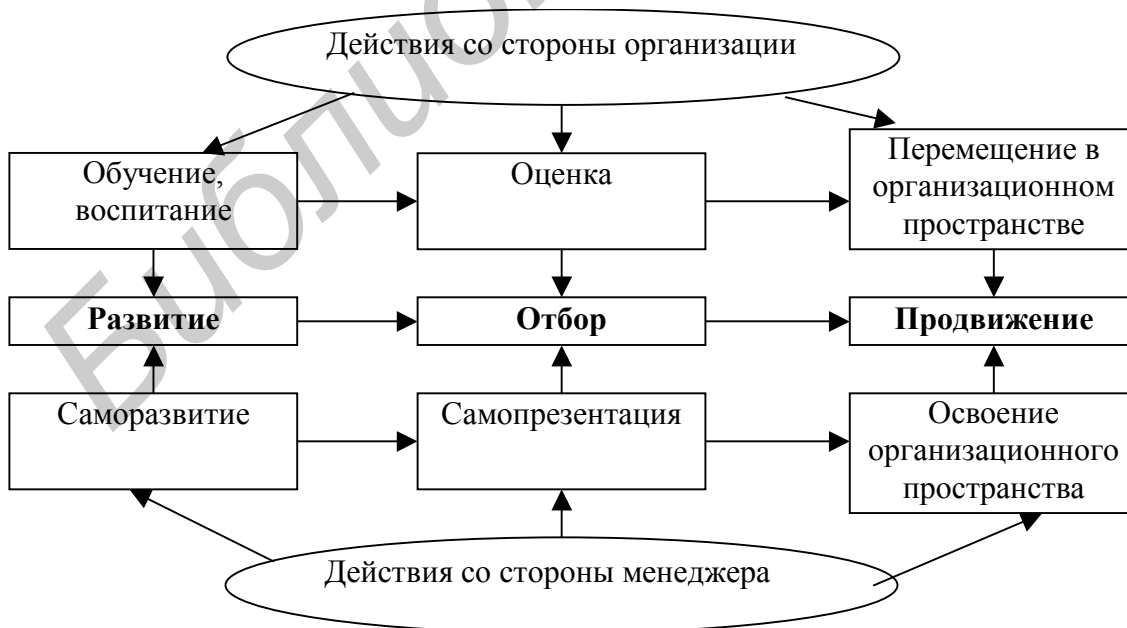 Действия со стороны организации
Обучение,
воспитание
Оценка
Перемещение в
организационном
пространстве
Развитие
Отбор
Продвижение
Саморазвитие
Самопрезентация
Освоение
организационного
пространства
Действия со стороны менеджера